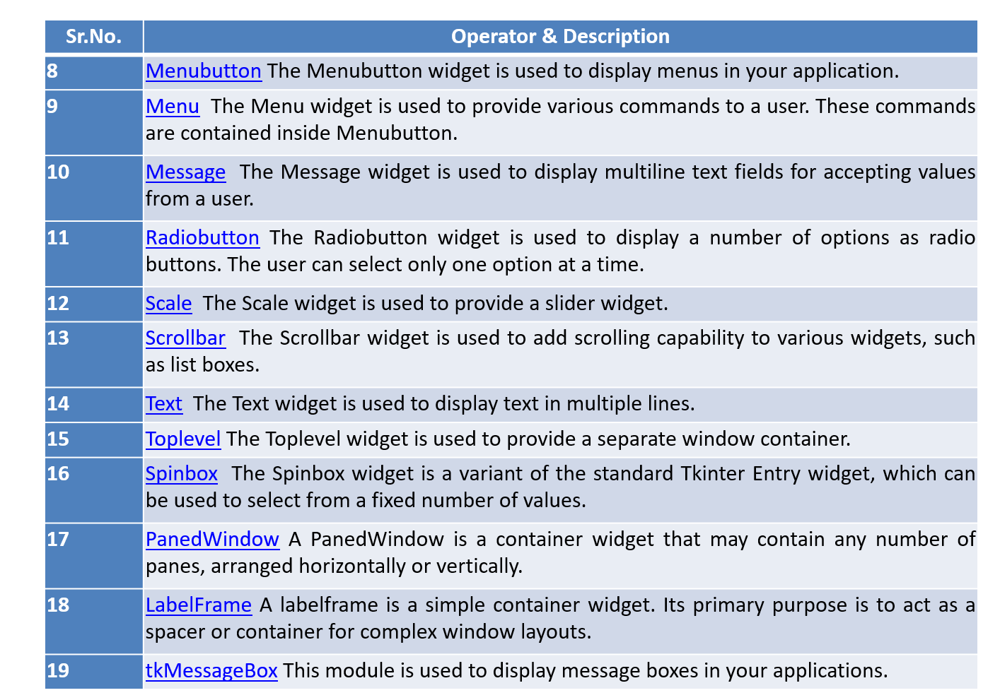 Sr.No. Operator & Description
8 Menubutton The Menubutton widget is used to display menus in your application.
9 Menu The Menu widget is used to provide various commands to a user. These commands
are contained inside Menubutton.
10 Message The Message widget is used to display multiline text fields for accepting values
from a user.
11 Radiobutton The Radiobutton widget is used to display a number of options as radio
buttons. The user can select only one option at a time.
12 Scale The Scale widget is used to provide a slider widget.
13 Scrollbar The Scrollbar widget is used to add scrolling capability to various widgets, such
as list boxes.
14 Text The Text widget is used to display text in multiple lines.
15 Toplevel The Toplevel widget is used to provide a separate window container.
16 Spinbox The Spinbox widget is a variant of the standard Tkinter Entry widget, which can
be used to select from a fixed number of values.
17 PanedWindow A PanedWindow is a container widget that may contain any number of
panes, arranged horizontally or vertically.
18 LabelFrame A labelframe is a simple container widget. Its primary purpose is to act as a
spacer or container for complex window layouts.
19 tkMessageBox This module is used to display message boxes in your applications.